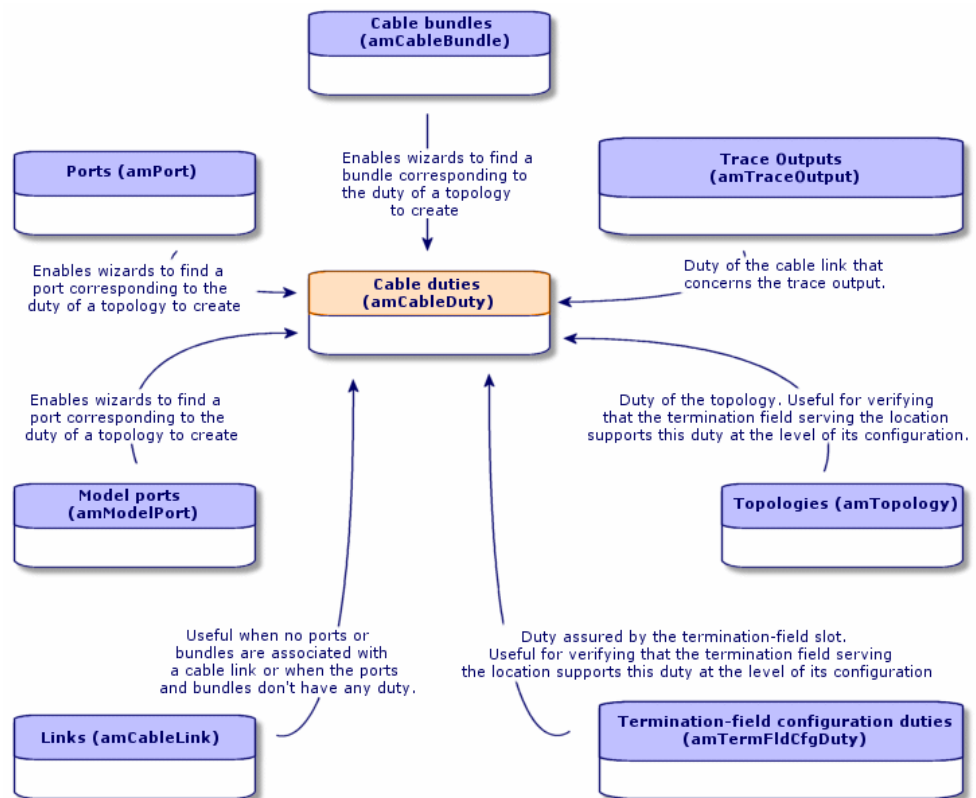 Cable bundles
(amCableBundle)
Enables wizards to find a
bundle corresponding to
the duty of a topology
to create
Ports (amPort)
Trace Outputs
(amTraceOutput)
Enables wizards to find a
port corresponding to the
duty of a topology to create
Cable duties
(amCableDuty)
Duty of the cable link that
concerns the trace output.
Enables wizards to find a
port corresponding to the
duty of a topology to create
Duty of the topology. Useful for verifying
that the termination field serving the location
supports this duty at the level of its configuration.
Model ports
(amModelPort)
Topologies (amTopology)
Useful when no ports or
bundles are associated with
a cable link or when the ports
and bundles don't have any duty.
Duty assured by the termination-field slot.
Useful for verifying that the termination field serving
the location supports this duty at the level of its configuration
Links (amCableLink)
Termination-field configuration duties
(amTermFldCfgDuty)